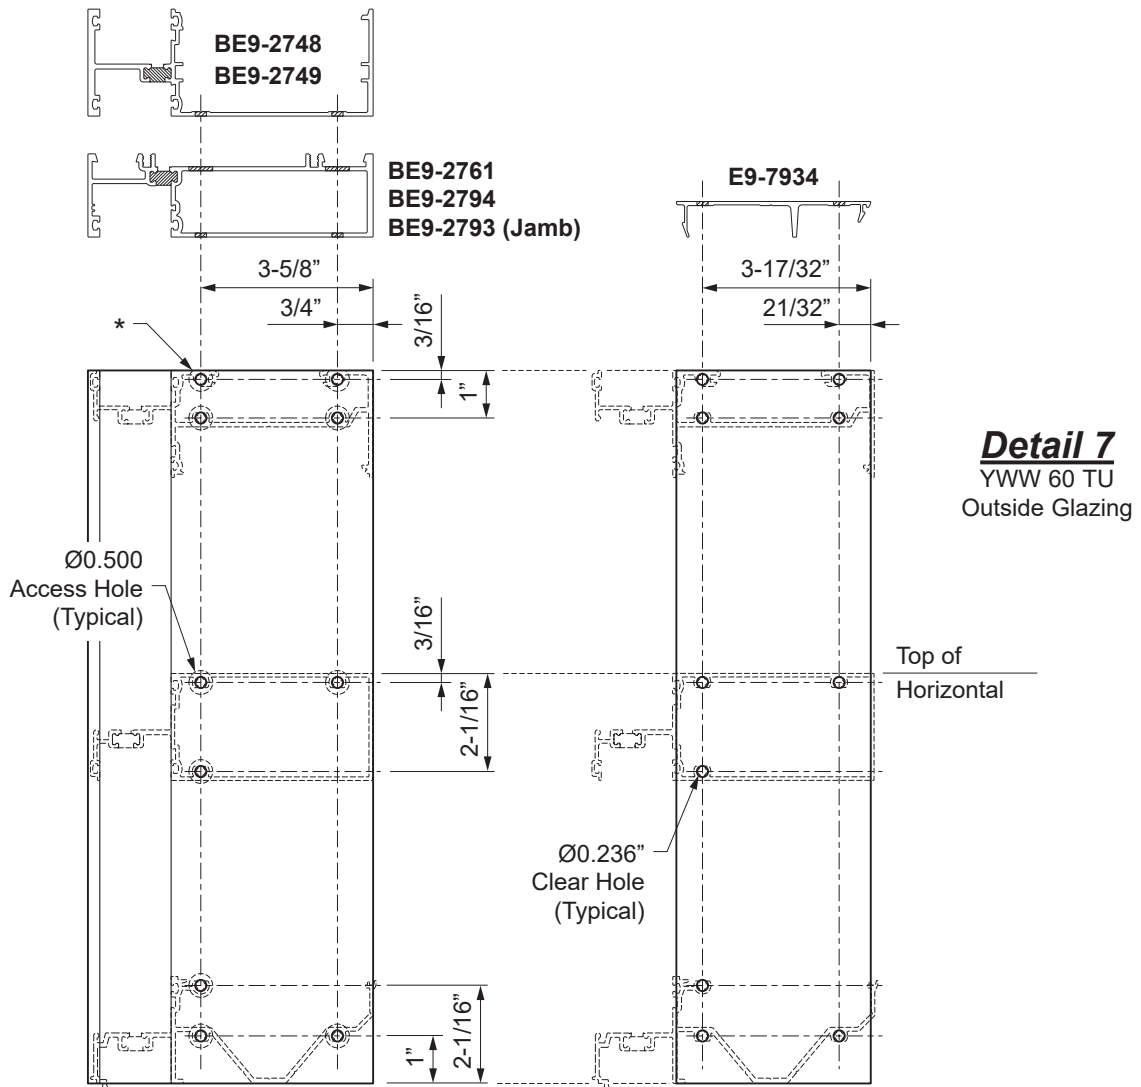 BE9-2748
BE9-2749
BE9-2761
BE9-2794
BE9-2793 (Jamb)
E9-7934
3-5/8”
3/4”
3/16”
1”
*
3-17/32”
21/32”
Detail 7
YWW 60 TU
Outside Glazing
Ø0.500
Access Hole
(Typical)
3/16”
2-1/16”
Top of
Horizontal
Ø0.236”
Clear Hole
(Typical)
2-1/16”
1”